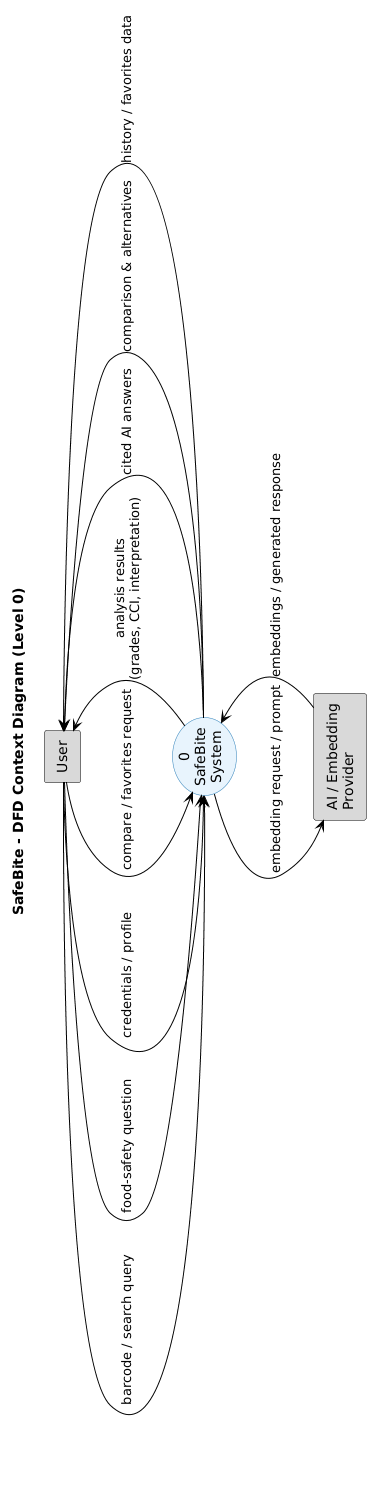 SafeBite - DFD Context Diagram (Level 0)
User
barcode / search query
food-safety question
credentials / profile
compare / favorites request
analysis results
(grades, CCI, interpretation)
cited AI answers
comparison & alternatives
history / favorites data
0
SafeBite
System
embedding request / prompt
embeddings / generated response
AI / Embedding
Provider